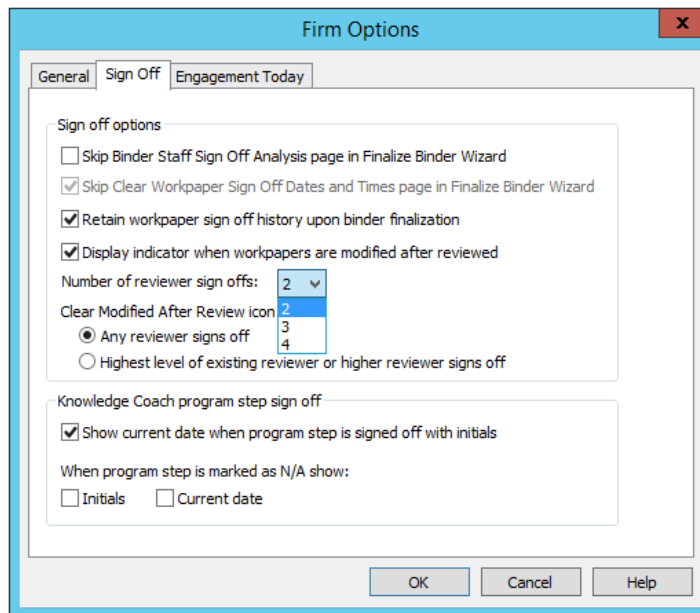 Firm Options
x
General Sign Off Engagement Today
Sign off options
Skip Binder Staff Sign Off Analysis page in Finalize Binder Wizard
Skip Clear Workpaper Sign Off Dates and Times page in Finalize Binder Wizard
Retain workpaper sign off history upon binder finalization
Display indicator when workpapers are modified after reviewed
Number of reviewer sign offs: 2
2
Clear Modified After Review icon
3
Any reviewer signs off
4
Highest level of existing reviewer or higher reviewer signs off
Knowledge Coach program step sign off
Show current date when program step is signed off with initials
When program step is marked as N/A show:
Initials Current date
OK Cancel Help